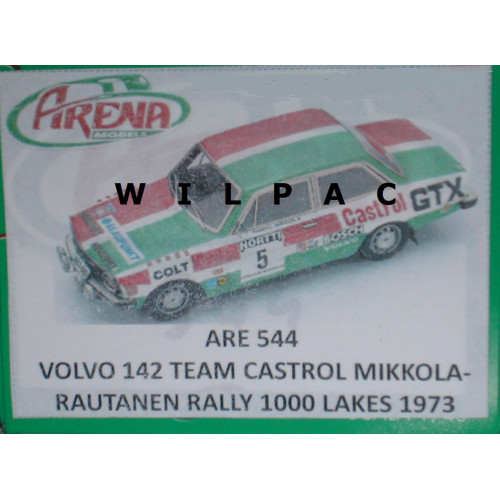 ARENA
MODELS
W I L P A C
Castrol GTX
BLAUPUNKT
NORTTI
BOSCH
COLT
5
ARE 544
VOLVO 142 TEAM CASTROL MIKKOLA-
RAUTANEN RALLY 1000 LAKES 1973